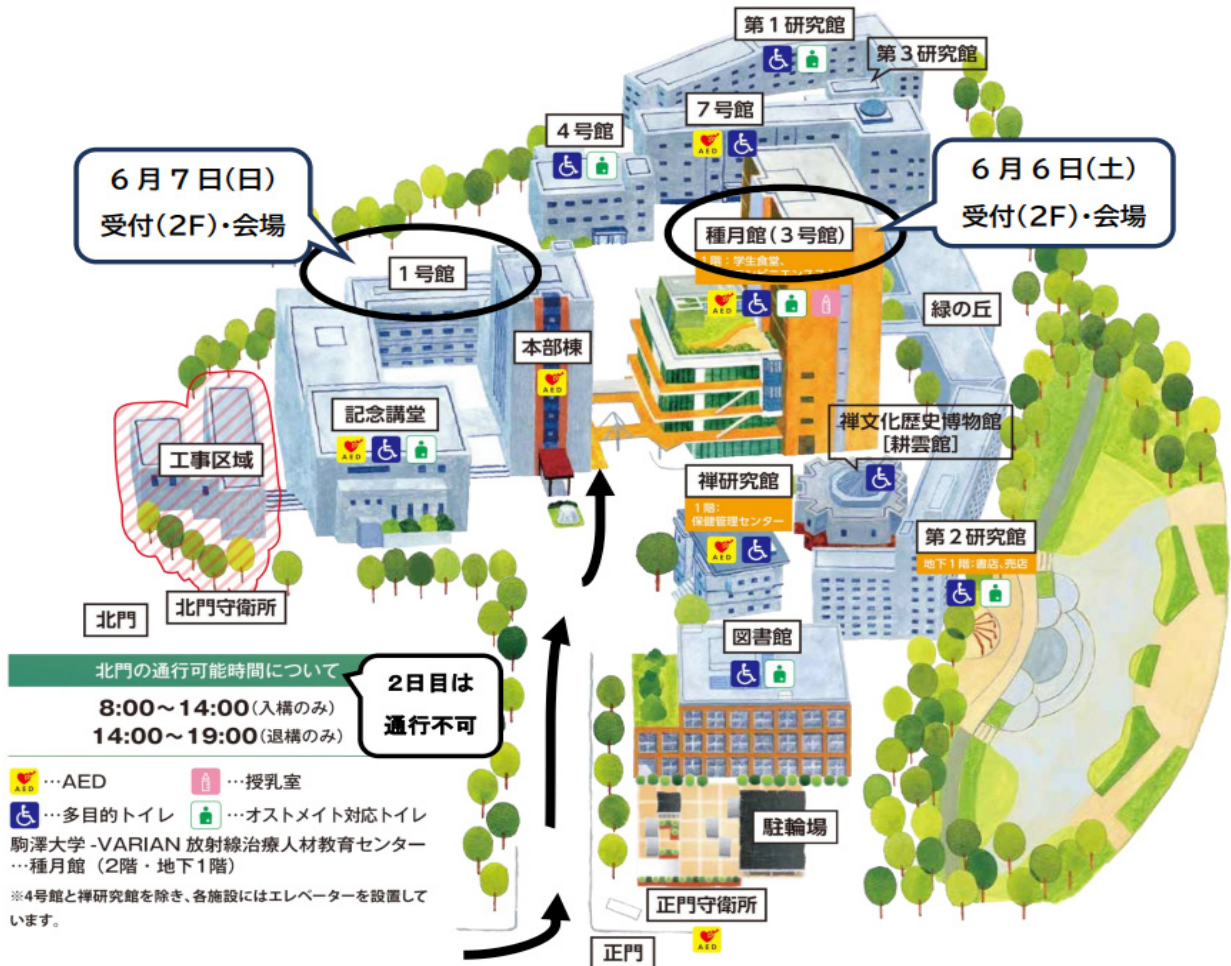 第1研究館
第3研究館
7号館
AED
4号館
6月7日(日)
受付(2F)・会場
6月6日(土)
受付(2F)・会場
種月館(3号館)
1階:学生食堂、
AED
1号館
緑の丘
本部棟
AED
記念講堂
AED
禅文化歴史博物館
[耕雲館]
工事区域
禅研究館
1階:
保健管理センター
AED
第2研究館
地下1階:書店、売店
北門守衛所
北門
図書館
北門の通行可能時間について
2日目は
通行不可
8:00~14:00(入構のみ)
14:00~19:00(退構のみ)
AED
…AED
…授乳室
…多目的トイレ
…オストメイト対応トイレ
駒澤大学-VARIAN 放射線治療人材教育センター
…種月館(2階・地下1階)
※4号館と禅研究館を除き、各施設にはエレベーターを設置して
います。
駐輪場
正門守衛所
正門
AED